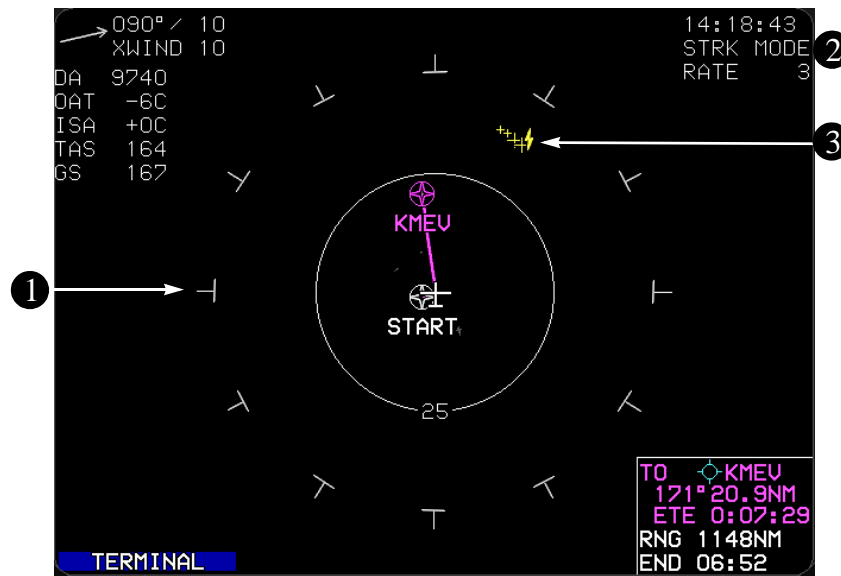 090°/ 10
XWIND 10
DA 9740
OAT -6C
ISA +0C
TAS 164
GS 167
14:18:43
STRK MODE
RATE 3
2
3
KMEV
1
START
25
TO KMEV
171°20.9NM
ETE 0:07:29
RNG 1148NM
END 06:52
TERMINAL